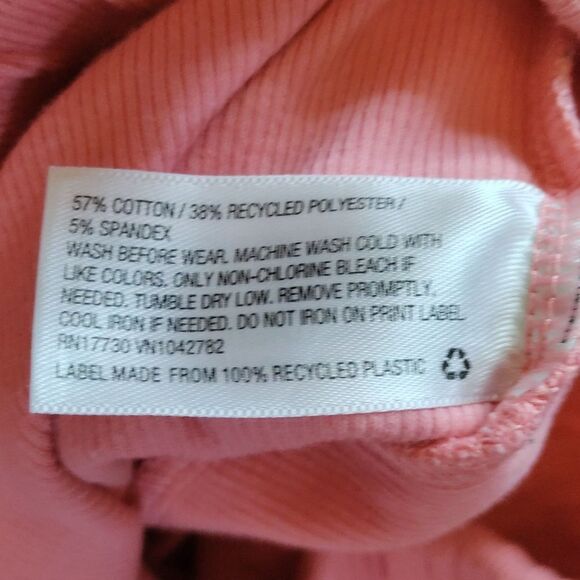 57% COTTON / 38% RECYCLED POLYESTER /
5% SPANDEX
WASH BEFORE WEAR. MACHINE WASH COLD WITH
LIKE COLORS. ONLY NON-CHLORINE BLEACH IF
NEEDED. TUMBLE DRY LOW. REMOVE PROMPTLY.
COOL IRON IF NEEDED. DO NOT IRON ON PRINT LABEL
RN17730 VN1042782
LABEL MADE FROM 100% RECYCLED PLASTIC